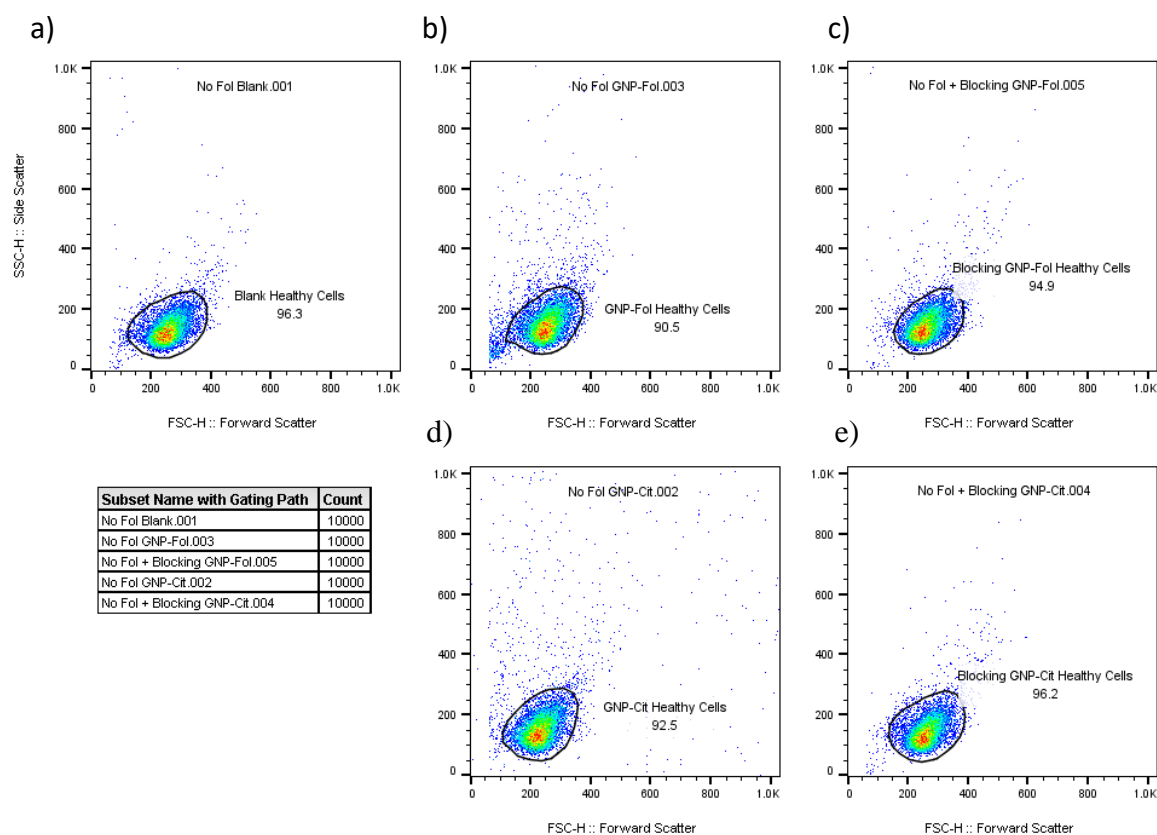 a)
b)
c)
1.0K
800
600
400
200
0
SSC-H :: Side Scatter
No Fol Blank.001
Blank Healthy Cells
96.3
0 200 400 600 800 1.0K
FSC-H :: Forward Scatter
1.0K
800
600
400
200
0
No Fol GNP-Fol.003
GNP-Fol Healthy Cells
90.5
0 200 400 600 800 1.0K
FSC-H :: Forward Scatter
1.0K
800
600
400
200
0
No Fol + Blocking GNP-Fol.005
Blocking GNP-Fol Healthy Cells
94.9
0 200 400 600 800 1.0K
FSC-H :: Forward Scatter
d)
e)
Subset Name with Gating Path Count
No Fol Blank.001 10000
No Fol GNP-Fol.003 10000
No Fol + Blocking GNP-Fol.005 10000
No Fol GNP-Cit.002 10000
No Fol + Blocking GNP-Cit.004 10000
1.0K
800
600
400
200
0
No Fol GNP-Cit.002
GNP-Cit Healthy Cells
92.5
0 200 400 600 800 1.0K
FSC-H :: Forward Scatter
1.0K
800
600
400
200
0
No Fol + Blocking GNP-Cit.004
Blocking GNP-Cit Healthy Cells
96.2
0 200 400 600 800 1.0K
FSC-H :: Forward Scatter